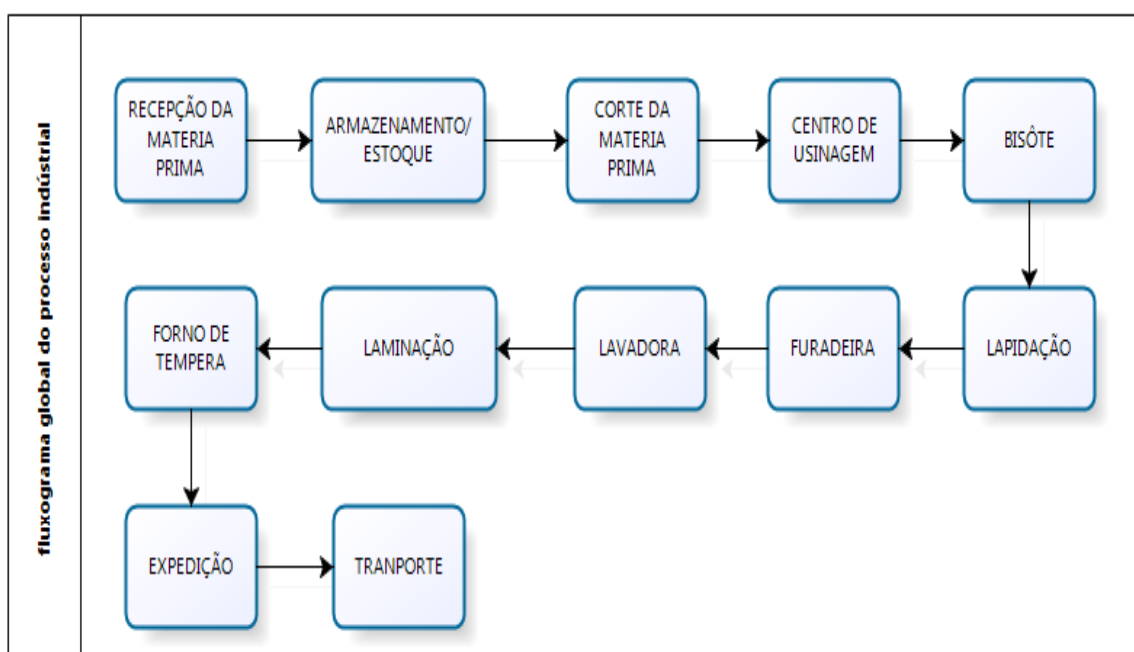 fluxograma global do processo indústrial
RECEPÇÃO DA
MATERIA
PRIMA
ARMAZENAMENTO/
ESTOQUE
CORTE DA
MATERIA
PRIMA
CENTRO DE
USINAGEM
BISÔTE
LAPIDAÇÃO
FURADEIRA
LAVADORA
LAMINAÇÃO
FORNO DE
TEMPERA
EXPEDIÇÃO
TRANPORTE